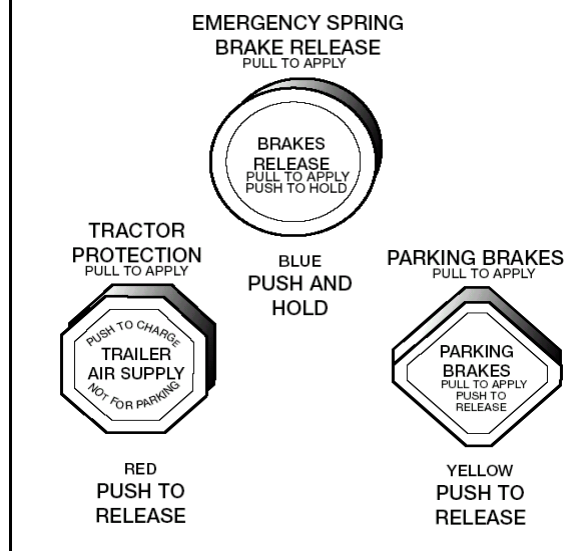 EMERGENCY SPRING
BRAKE RELEASE
PULL TO APPLY
BRAKES
RELEASE
PULL TO APPLY
PUSH TO HOLD
BLUE
PUSH AND
HOLD
TRACTOR
PROTECTION
PULL TO APPLY
PUSH TO CHARGE
TRAILER
AIR SUPPLY
NOT FOR PARKING
RED
PUSH TO
RELEASE
PARKING BRAKES
PULL TO APPLY
PARKING
BRAKES
PULL TO APPLY
PUSH TO
RELEASE
YELLOW
PUSH TO
RELEASE